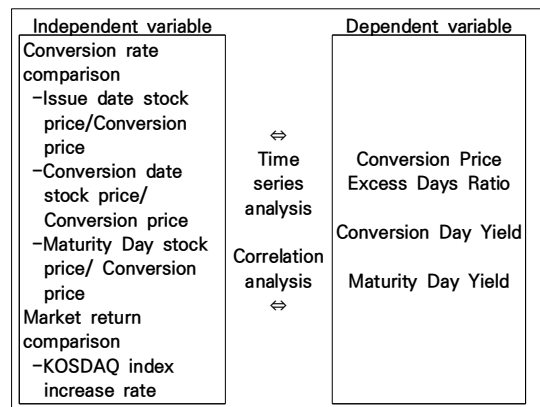 Independent variable
Conversion rate
comparison
-Issue date stock
price/Conversion
price
-Conversion date
stock price/
Conversion price
-Maturity Day stock
price/ Conversion
price
Market return
comparison
-KOSDAQ index
increase rate
⇔
Time
series
analysis
Correlation
analysis
⇔
Dependent variable
Conversion Price
Excess Days Ratio
Conversion Day Yield
Maturity Day Yield